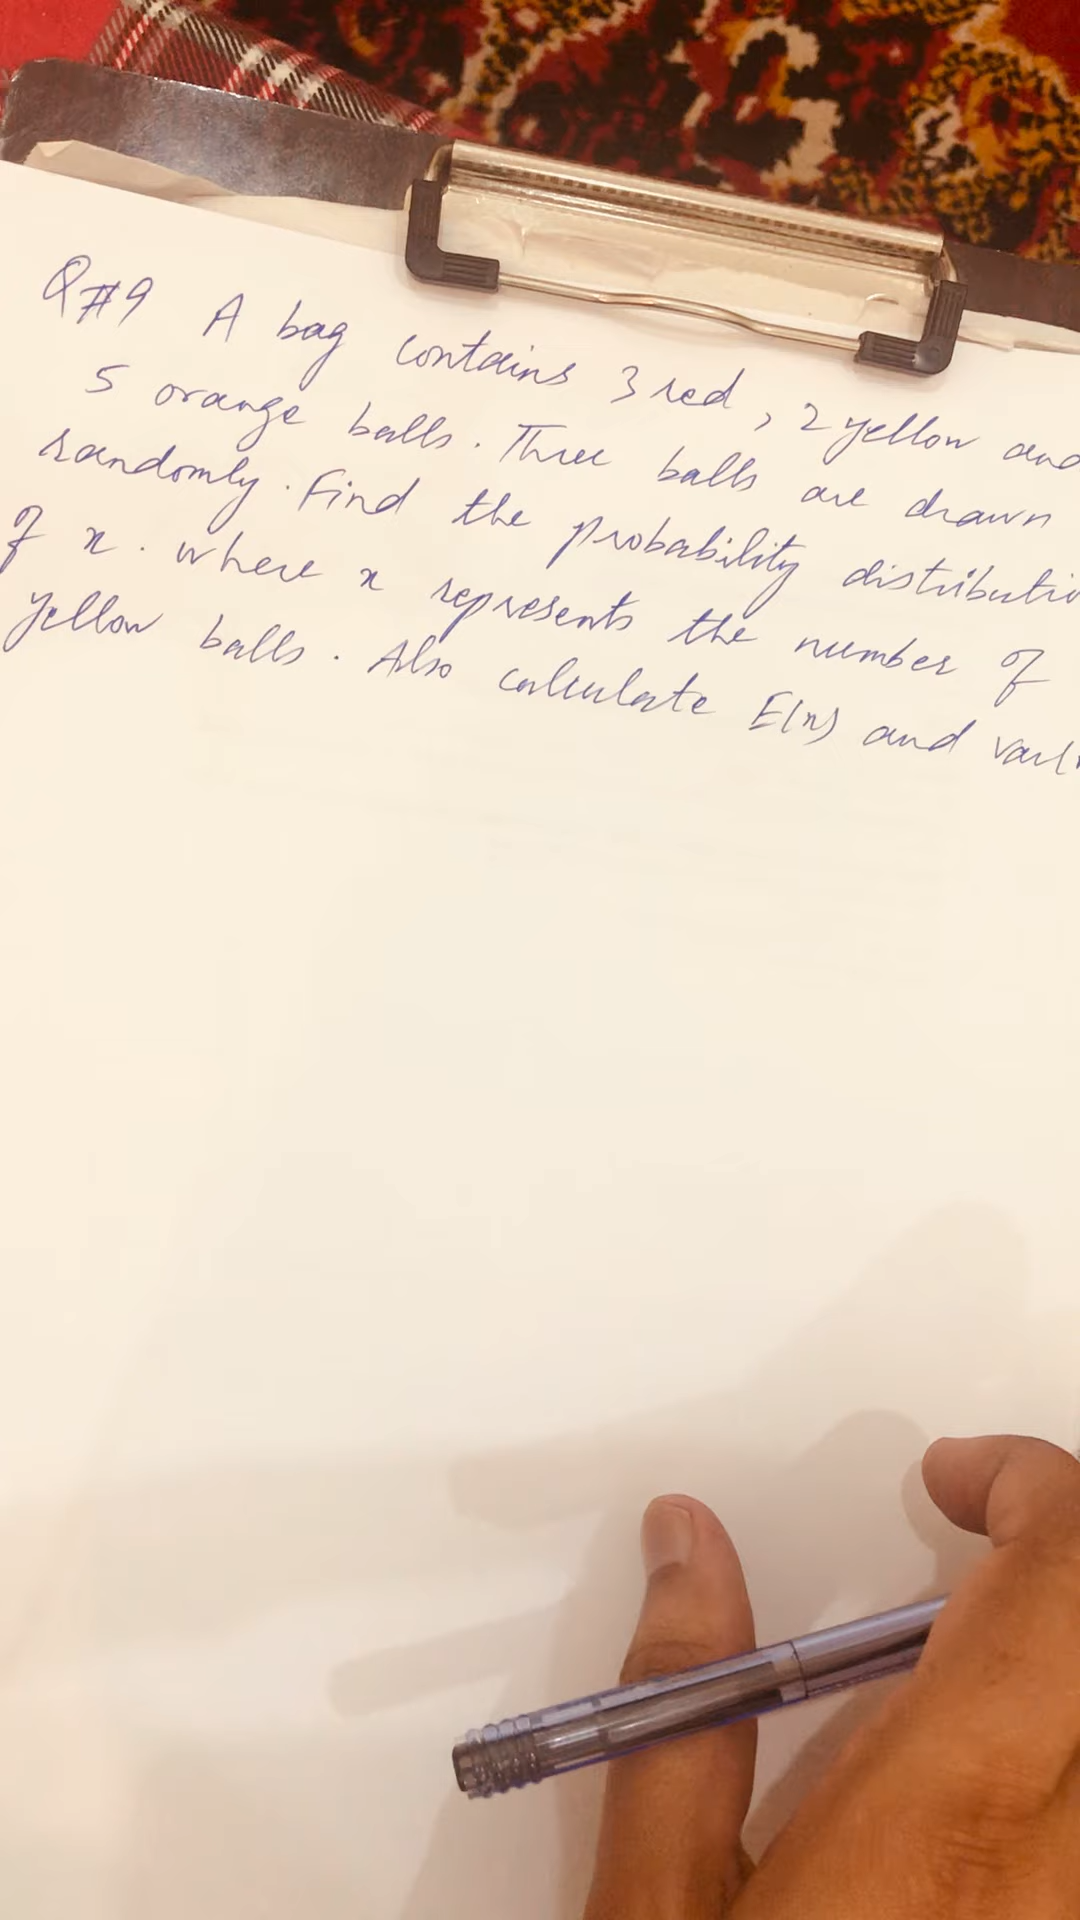 Q#9 A bag contains 3 red, 2 yellow and
5 orange balls. Three balls are drawn
randomly. Find the probability distributi
of x. where x represents the number of
yellow balls. Also calculate E(x) and var(